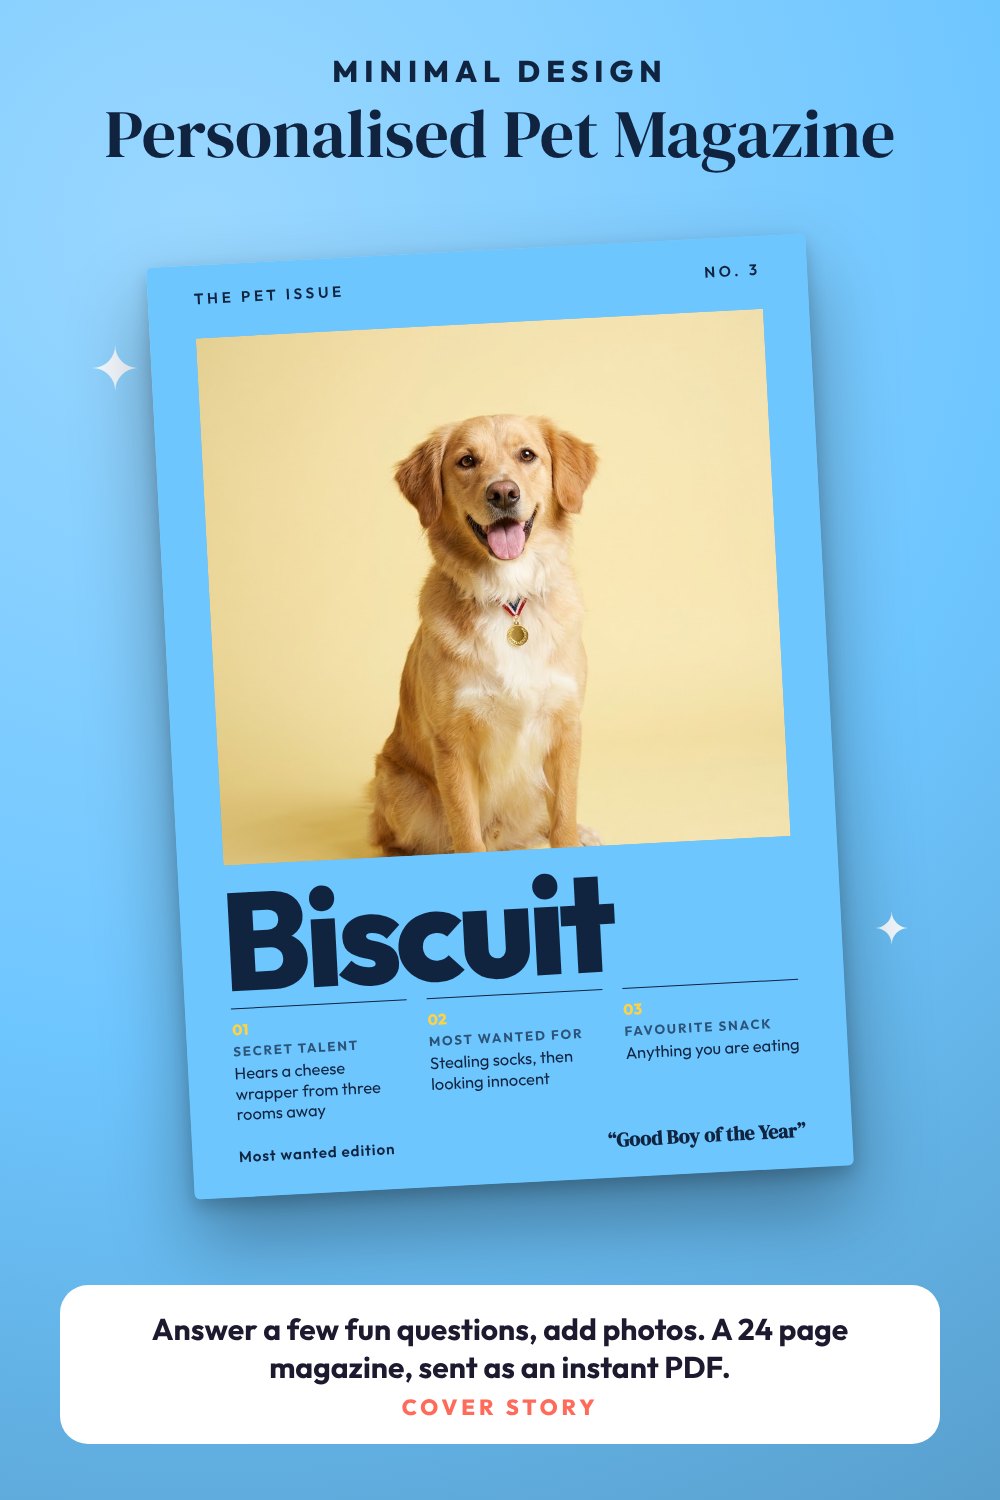 MINIMAL DESIGN
Personalised Pet Magazine
THE PET ISSUE
NO. 3
Biscuit
01
SECRET TALENT
Hears a cheese
wrapper from three
rooms away
02
MOST WANTED FOR
Stealing socks, then
looking innocent
03
FAVOURITE SNACK
Anything you are eating
Most wanted edition
“Good Boy of the Year”
Answer a few fun questions, add photos. A 24 page
magazine, sent as an instant PDF.
COVER STORY